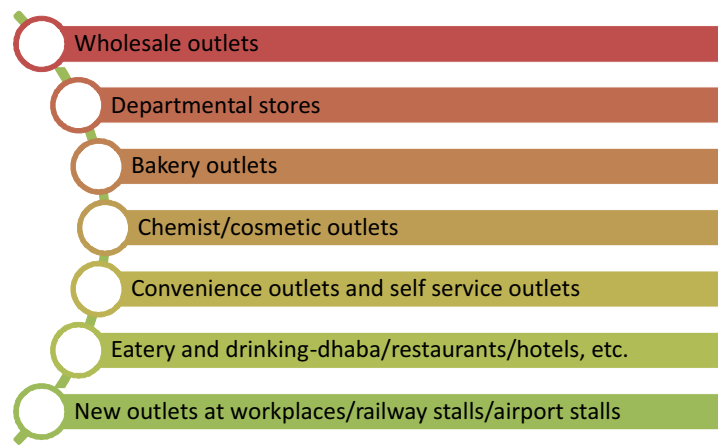 Wholesale outlets
Departmental stores
Bakery outlets
Chemist/cosmetic outlets
Convenience outlets and self service outlets
Eatery and drinking-dhaba/restaurants/hotels, etc.
New outlets at workplaces/railway stalls/airport stalls